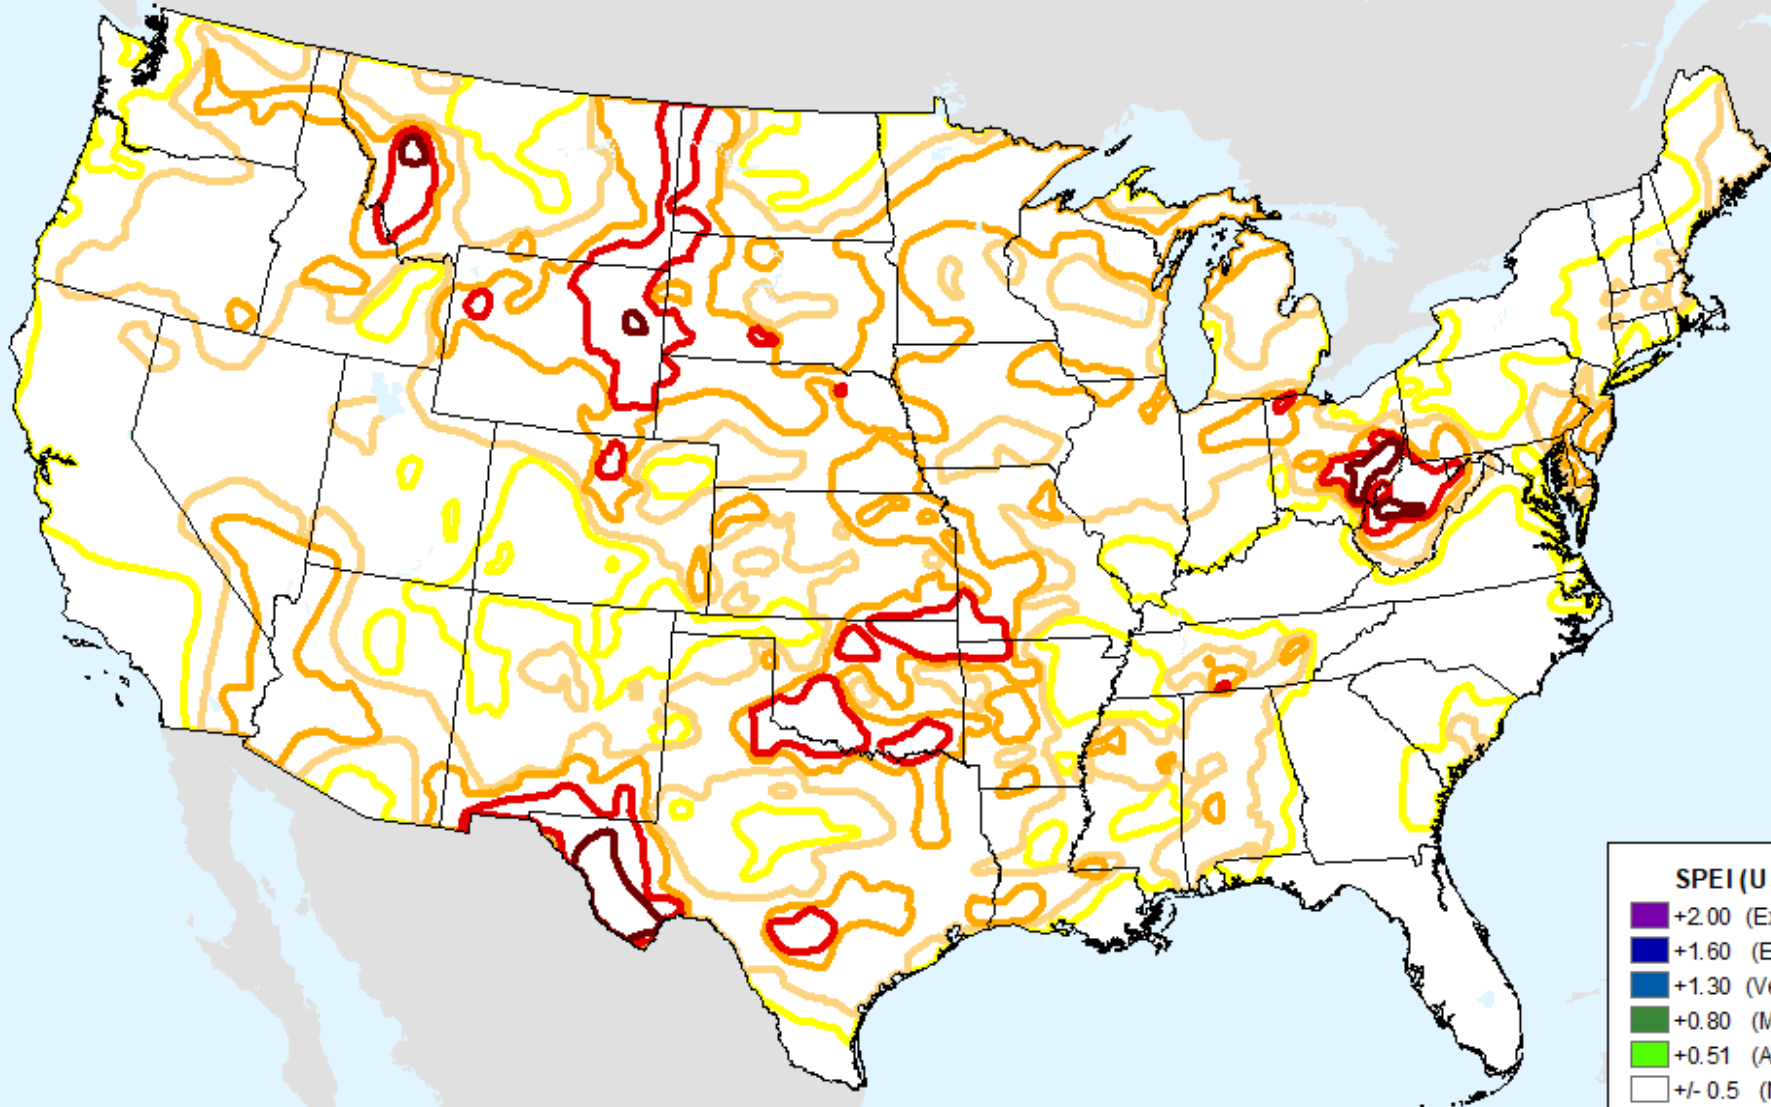 SPEI (U
+2.00 (Ex
+1.60 (E
+1.30 (Ve
+0.80 (M
+0.51 (A
+/- 0.5 (N